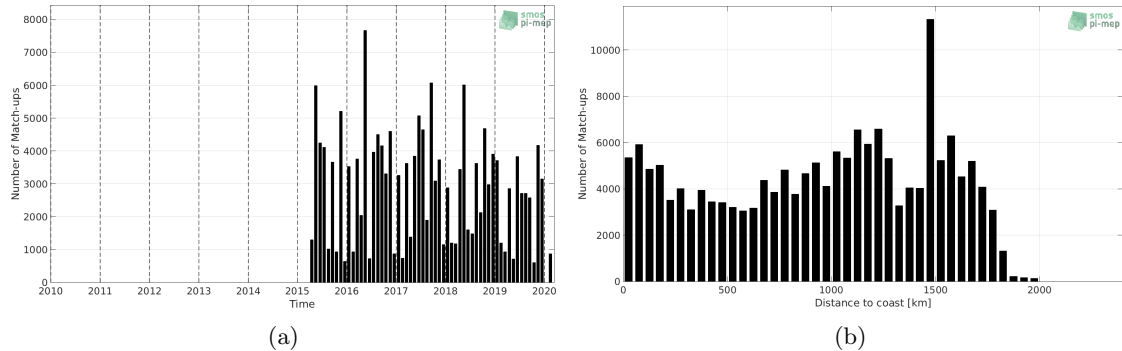 8000
7000
6000
5000
4000
3000
2000
1000
0
Number of Match-ups
2010 2011 2012 2013 2014 2015 2016 2017 2018 2019 2020
Time
smos
pi-mep
(a)
10000
8000
6000
4000
2000
0
Number of Match-ups
0 500 1000 1500 2000
Distance to coast [km]
smos
pi-mep
(b)